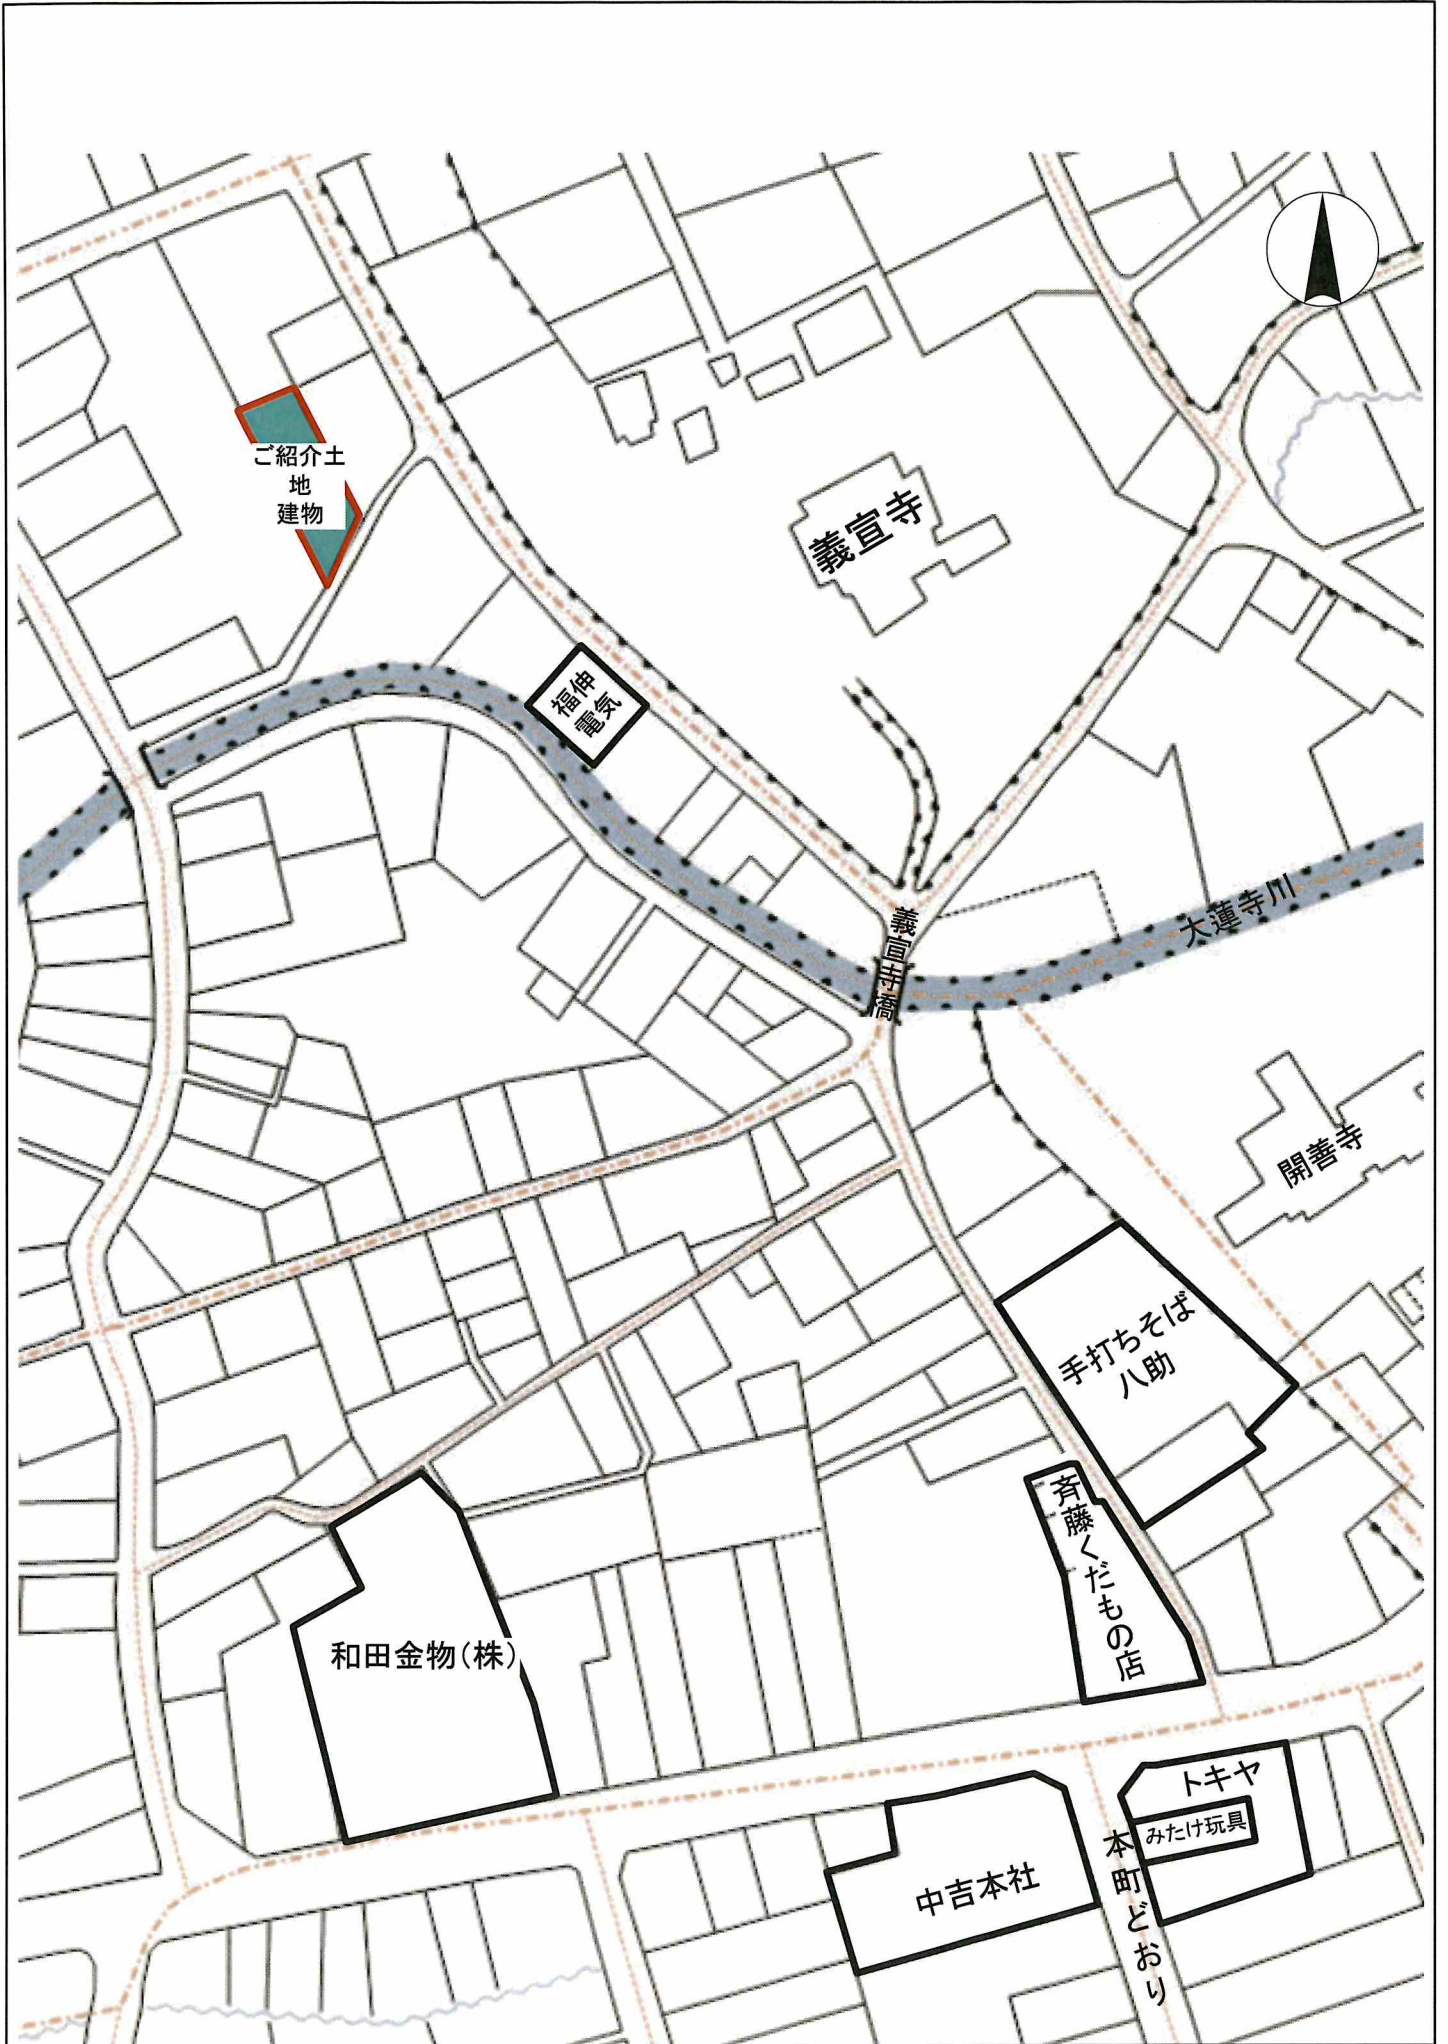 ご紹介土
地
建物
義宣寺
福伸
電気
大蓮寺川
義宣寺橋
開善寺
手打ちそば
八助
斉藤くだもの店
和田金物(株)
トキヤ
みたけ玩具
中吉本社
本町どおり